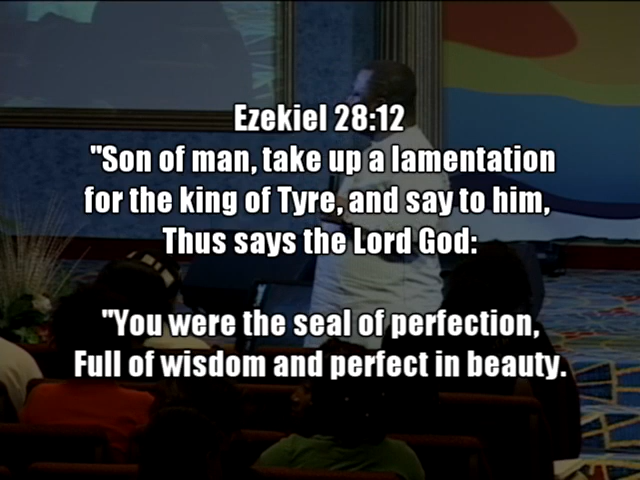 Ezekiel 28:12
"Son of man, take up a lamentation
for the king of Tyre, and say to him,
Thus says the Lord God:
"You were the seal of perfection,
Full of wisdom and perfect in beauty.